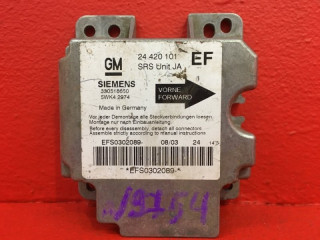 GM
24 420 101 EF
SRS Unit JA
SIEMENS
5WK4 2974
VORNE
FORWARD
Made in Germany
Vor jeder Demontage alle Steckverbindungen lösen.
Montage nur nach Einbauanleitung.
Before every disassembly, detach all connectors.
Assemble strictly according to manual instructions.
EFS0302089- 06/03 24
*EFS0302089-*